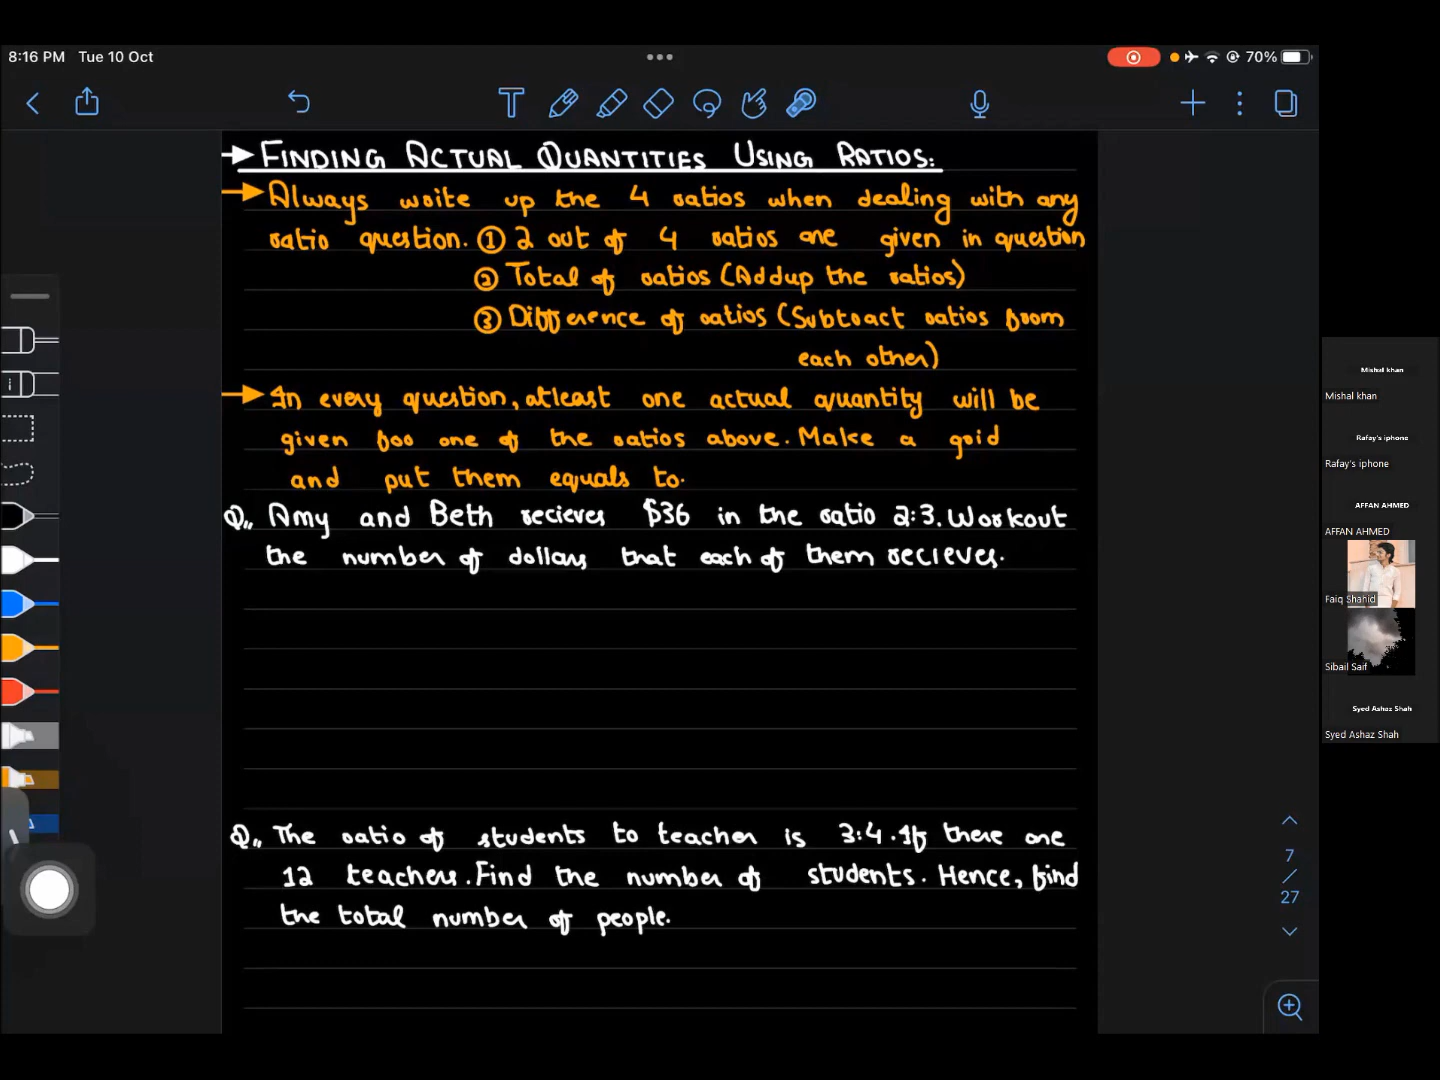 8:16 PM Tue 10 Oct
70%
FINDING ACTUAL QUANTITIES USING RATIOS:
Always write up the 4 ratios when dealing with any
ratio question. ① 2 out of 4 ratios are given in question
② Total of ratios (Addup the ratios)
③ Difference of ratios (Subtract ratios from
each other)
In every question, atleast one actual quantity will be
given for one of the ratios above. Make a grid
and put them equals to.
Q,, Amy and Beth recieves $36 in the ratio 2:3. Workout
the number of dollars that each of them recieves.
Q,, The ratio of students to teacher is 3:4. If there are
12 teachers. Find the number of students. Hence, find
the total number of people.
7
/
27
Mishal khan
Mishal khan
Rafay's iphone
Rafay's iphone
AFFAN AHMED
AFFAN AHMED
Faiq Shahid
Sibail Saif
Syed Ashaz Shah
Syed Ashaz Shah